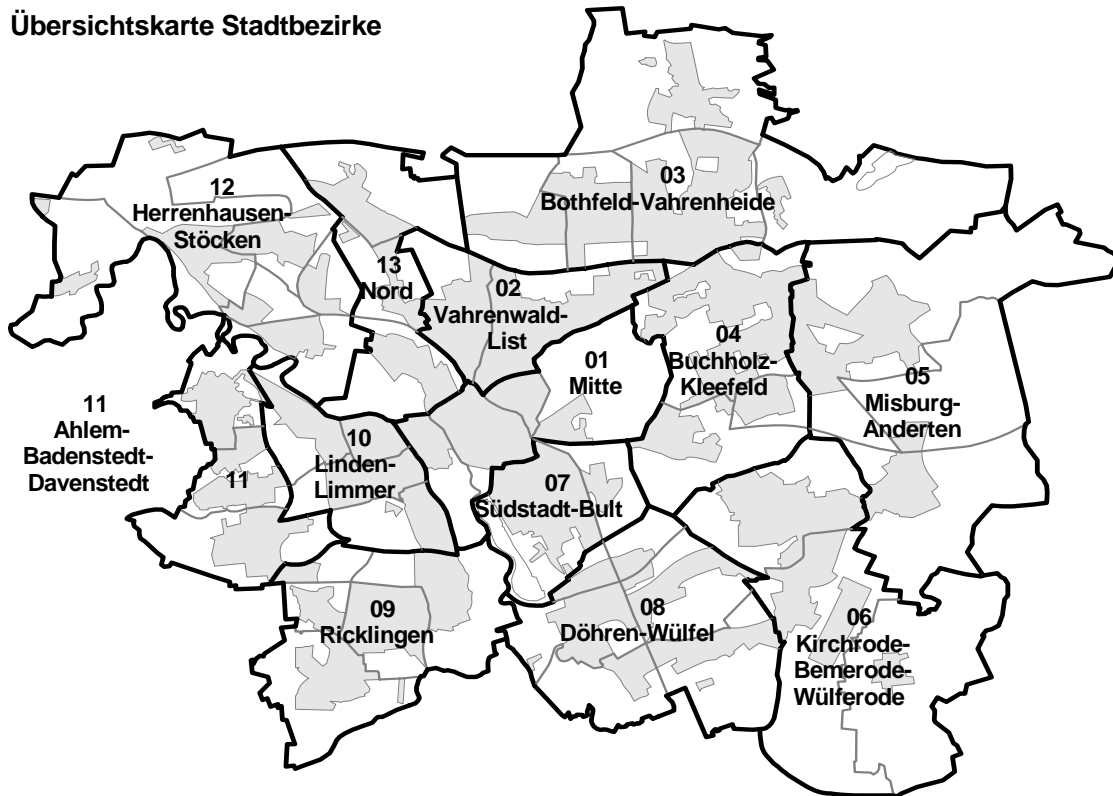 Übersichtskarte Stadtbezirke
03
Bothfeld-Vahrenheide
12
Herrenhausen-
Stöcken
13
Nord
02
Vahrenwald-
List
04
Buchholz-
Kleefeld
01
Mitte
05
Misburg-
Anderten
11
Ahlem-
Badenstedt-
Davenstedt
11
10
Linden-
Limmer
07
Südstadt-Bult
09
Ricklingen
08
Döhren-Wülfel
06
Kirchrode-
Bemerode-
Wülferode